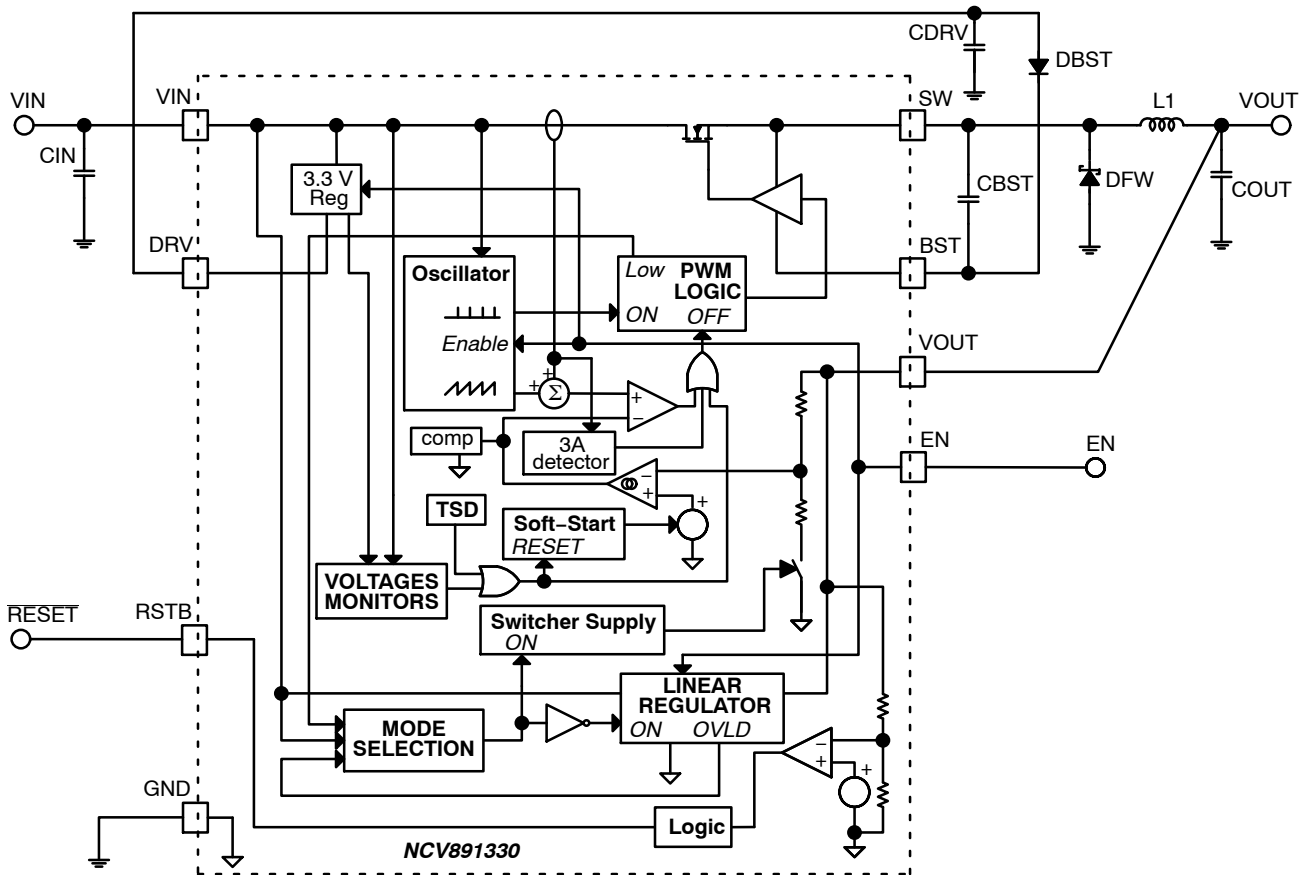 CDRV
DBST
VIN
VIN
SW
L1
VOUT
CIN
3.3 V
Reg
CBST
DFW
COUT
DRV
BST
Oscillator
Low PWM
LOGIC
ON OFF
Enable
VOUT
+
+
Σ
+
−
comp
3A
detector
EN
EN
−
+
+
TSD
Soft−Start
RESET
VOLTAGES
MONITORS
RESET
RSTB
Switcher Supply
ON
LINEAR
REGULATOR
ON OVLD
MODE
SELECTION
−
+
+
GND
Logic
NCV891330